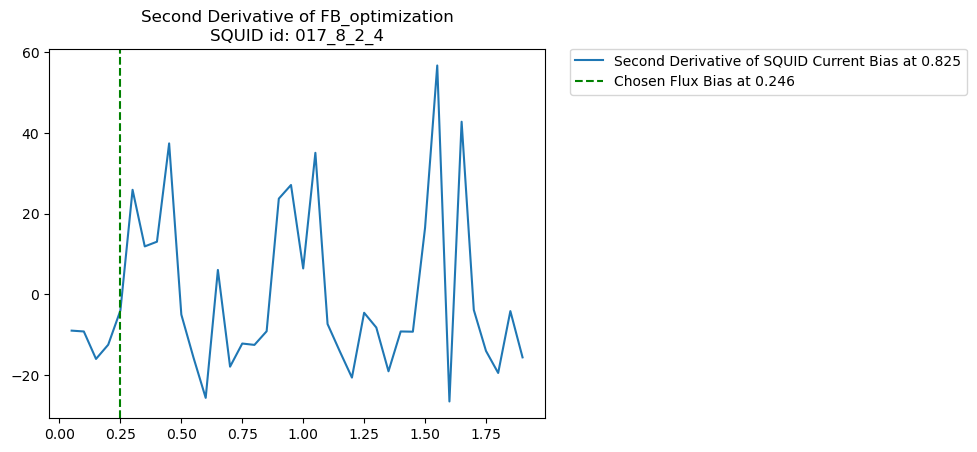 Second Derivative of FB_optimization
SQUID id: 017_8_2_4
Second Derivative of SQUID Current Bias at 0.825
Chosen Flux Bias at 0.246
60
40
20
0
−20
0.00 0.25 0.50 0.75 1.00 1.25 1.50 1.75